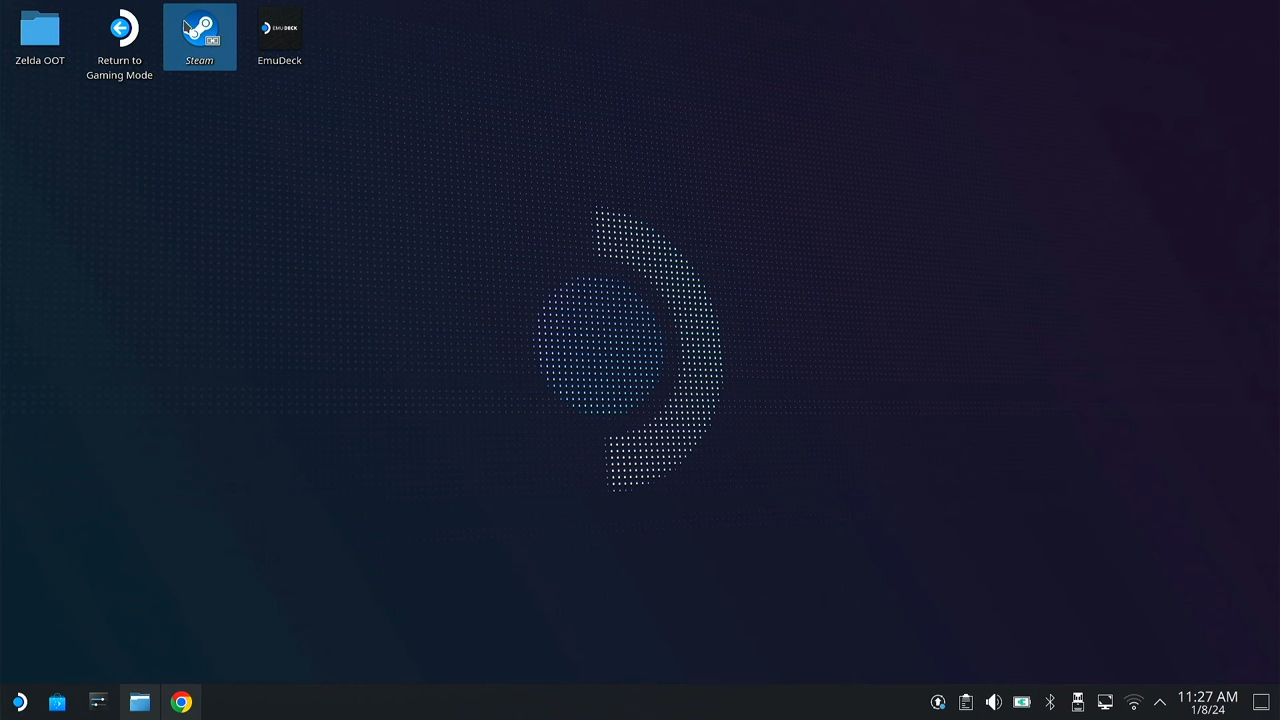 Zelda OOT
Return to
Gaming Mode
Steam
EMUDECK
EmuDeck
11:27 AM
1/8/24